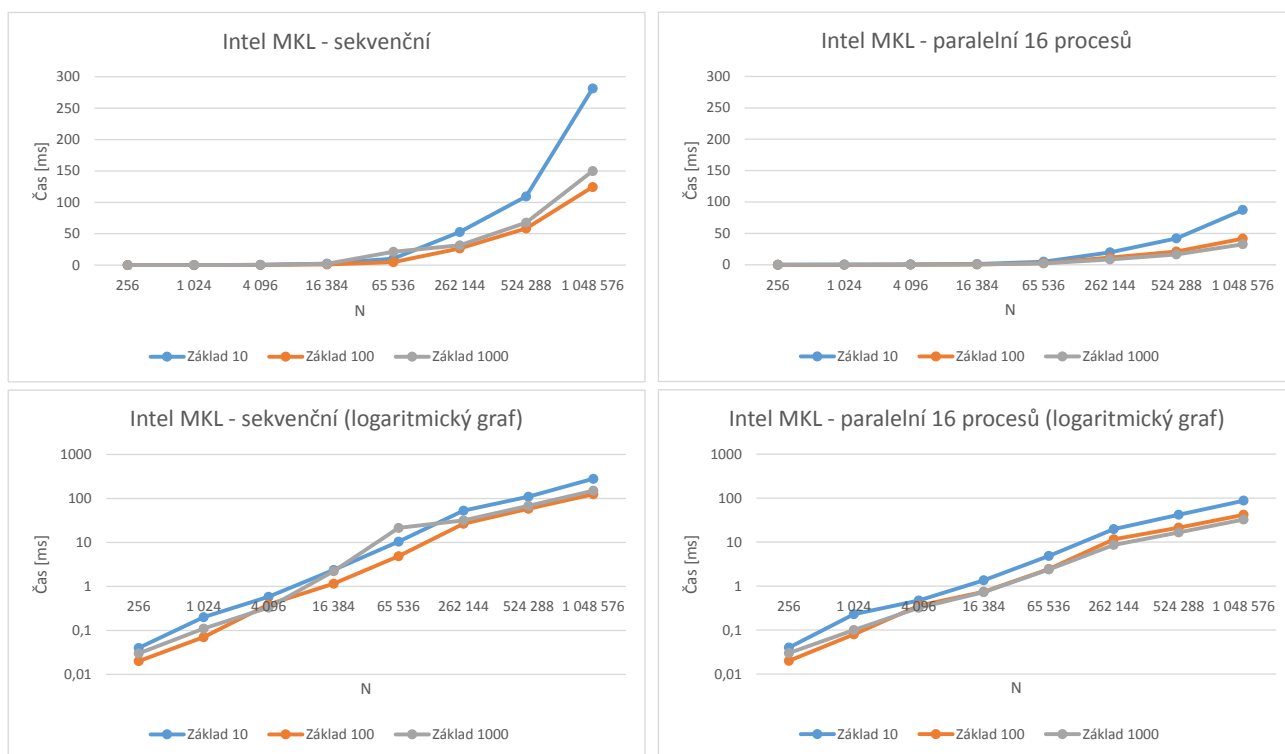 Intel MKL - sekvenční
300
250
200
150
100
50
0
Čas [ms]
256 1 024 4 096 16 384 65 536 262 144 524 288 1 048 576
N
Základ 10 Základ 100 Základ 1000
Intel MKL - paralelní 16 procesů
300
250
200
150
100
50
0
Čas [ms]
256 1 024 4 096 16 384 65 536 262 144 524 288 1 048 576
N
Základ 10 Základ 100 Základ 1000
Intel MKL - sekvenční (logaritmický graf)
1000
100
10
1
0,1
0,01
Čas [ms]
256 1 024 4 096 16 384 65 536 262 144 524 288 1 048 576
N
Základ 10 Základ 100 Základ 1000
Intel MKL - paralelní 16 procesů (logaritmický graf)
1000
100
10
1
0,1
0,01
Čas [ms]
256 1 024 4 096 16 384 65 536 262 144 524 288 1 048 576
N
Základ 10 Základ 100 Základ 1000